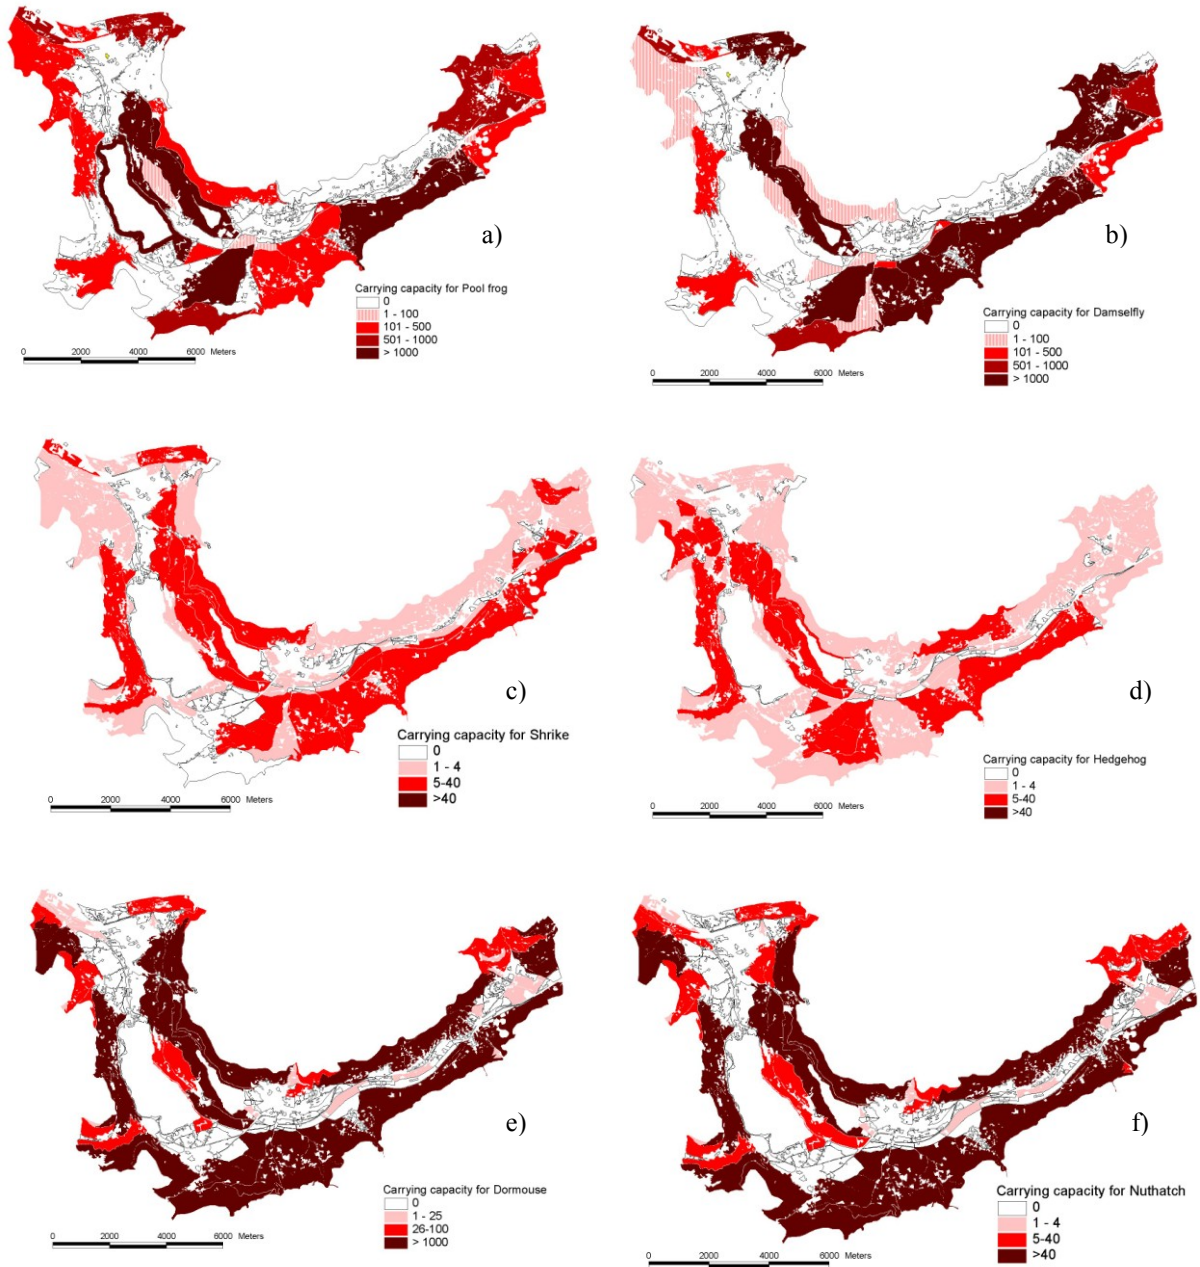 a)
Carrying capacity for Pool frog
0
1 - 100
101 - 500
501 - 1000
> 1000
0 2000 4000 6000 Meters
b)
Carrying capacity for Damselfly
0
1 - 100
101 - 500
501 - 1000
> 1000
0 2000 4000 6000 Meters
c)
Carrying capacity for Shrike
0
1 - 4
5-40
>40
0 2000 4000 6000 Meters
d)
Carrying capacity for Hedgehog
0
1 - 4
5-40
>40
0 2000 4000 6000 Meters
e)
Carrying capacity for Dormouse
0
1 - 25
26-100
> 1000
0 2000 4000 6000 Meters
f)
Carrying capacity for Nuthatch
0
1 - 4
5-40
>40
0 2000 4000 6000 Meters